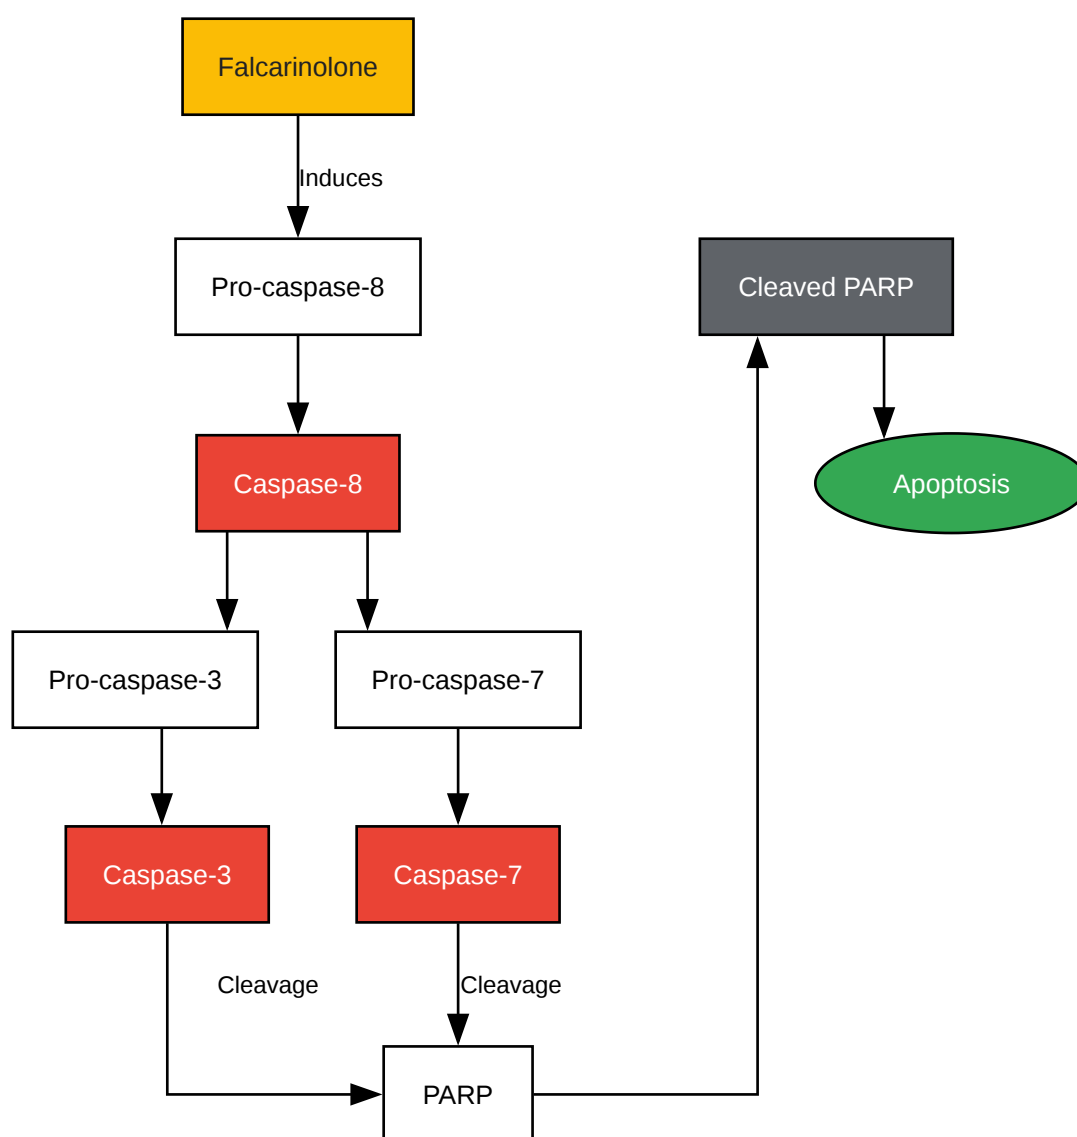 Falcarinolone
Induces
Pro-caspase-8
Cleaved PARP
Caspase-8
Apoptosis
Pro-caspase-3
Pro-caspase-7
Caspase-3
Caspase-7
Cleavage
Cleavage
PARP